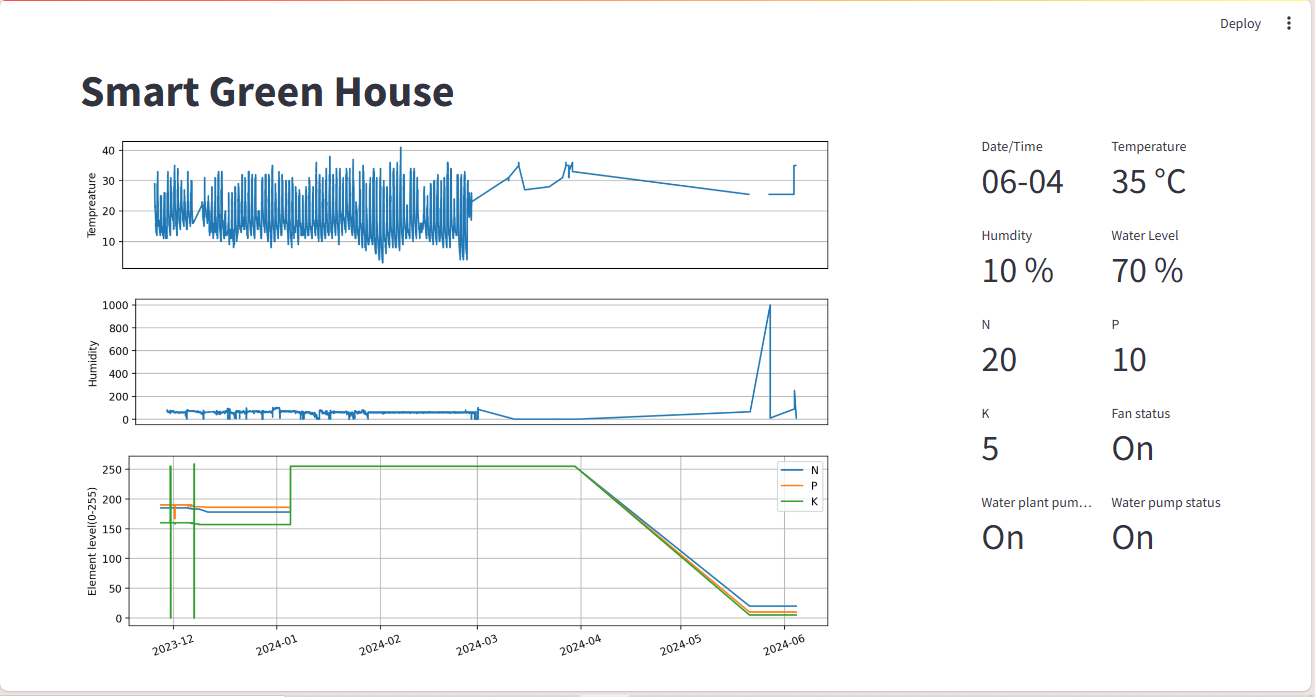 Deploy
Smart Green House
Tempreature
40
30
20
10
Humidity
1000
800
600
400
200
0
Element level(0-255)
250
200
150
100
50
0
N
P
K
2023-12
2024-01
2024-02
2024-03
2024-04
2024-05
2024-06
Date/Time
06-04
Temperature
35 °C
Humdity
10 %
Water Level
70 %
N
20
P
10
K
5
Fan status
On
Water plant pum...
On
Water pump status
On